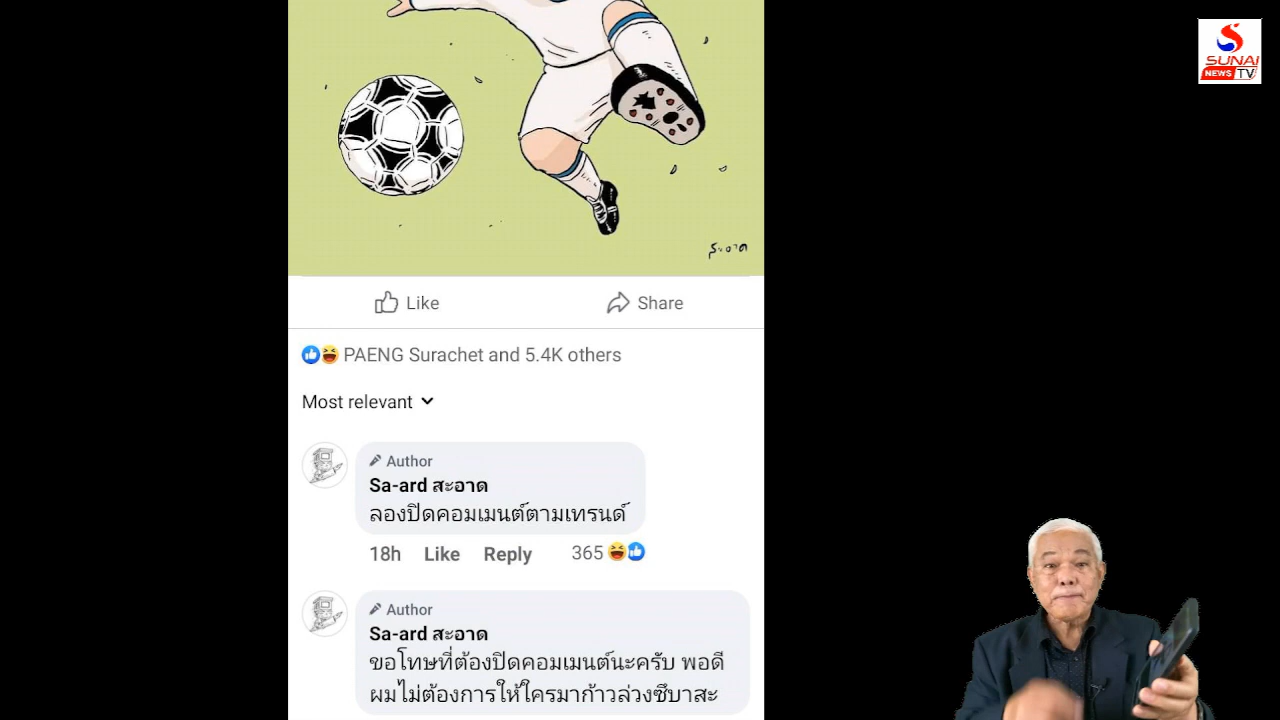 SUNAI
NEWS TV
สะอาด
Like
Share
PAENG Surachet and 5.4K others
Most relevant
Author
Sa-ard สะอาด
ลองปิดคอมเมนต์ตามเทรนด์
18h Like Reply 365
Author
Sa-ard สะอาด
ขอโทษที่ต้องปิดคอมเมนต์นะครับ พอดี
ผมไม่ต้องการให้ใครมาก้าวล่วงซึบาสะ